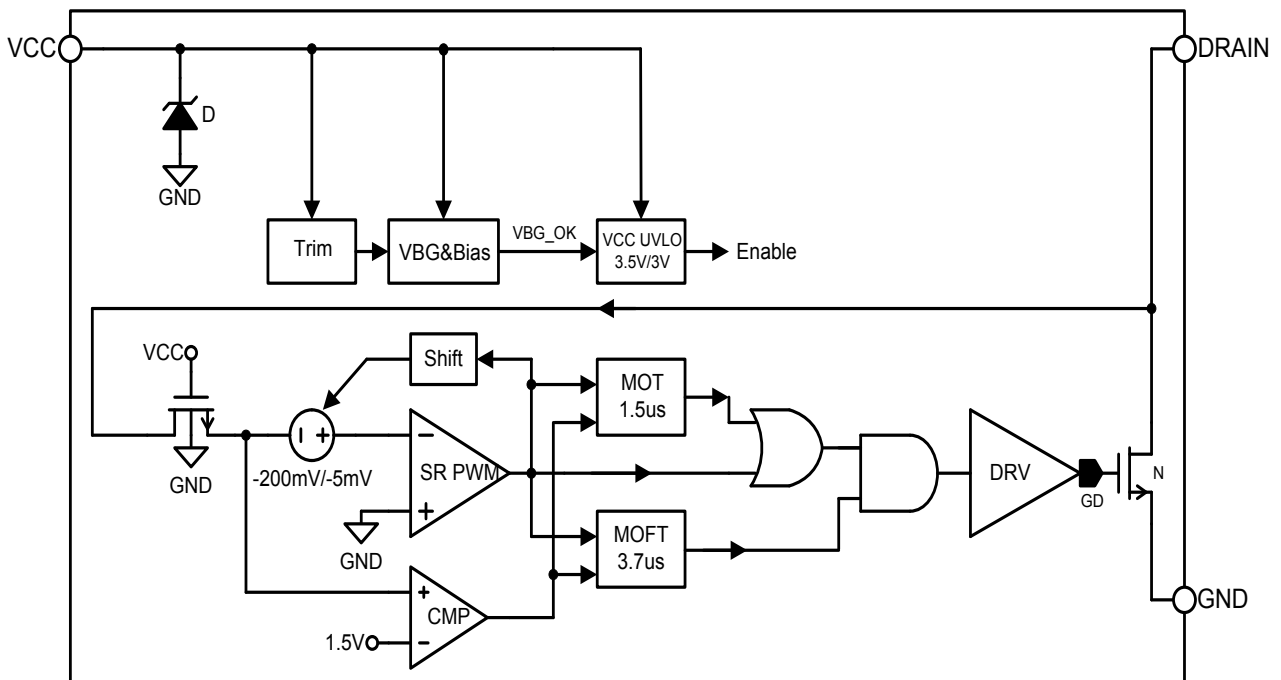 VCC
DRAIN
D
GND
Trim
VBG&Bias
VBG_OK
VCC UVLO
3.5V/3V
Enable
VCC
Shift
MOT
1.5us
GND
-200mV/-5mV
−
+
SR PWM
GND
I +
MOFT
3.7us
DRV
GD
N
GND
+
−
CMP
1.5V